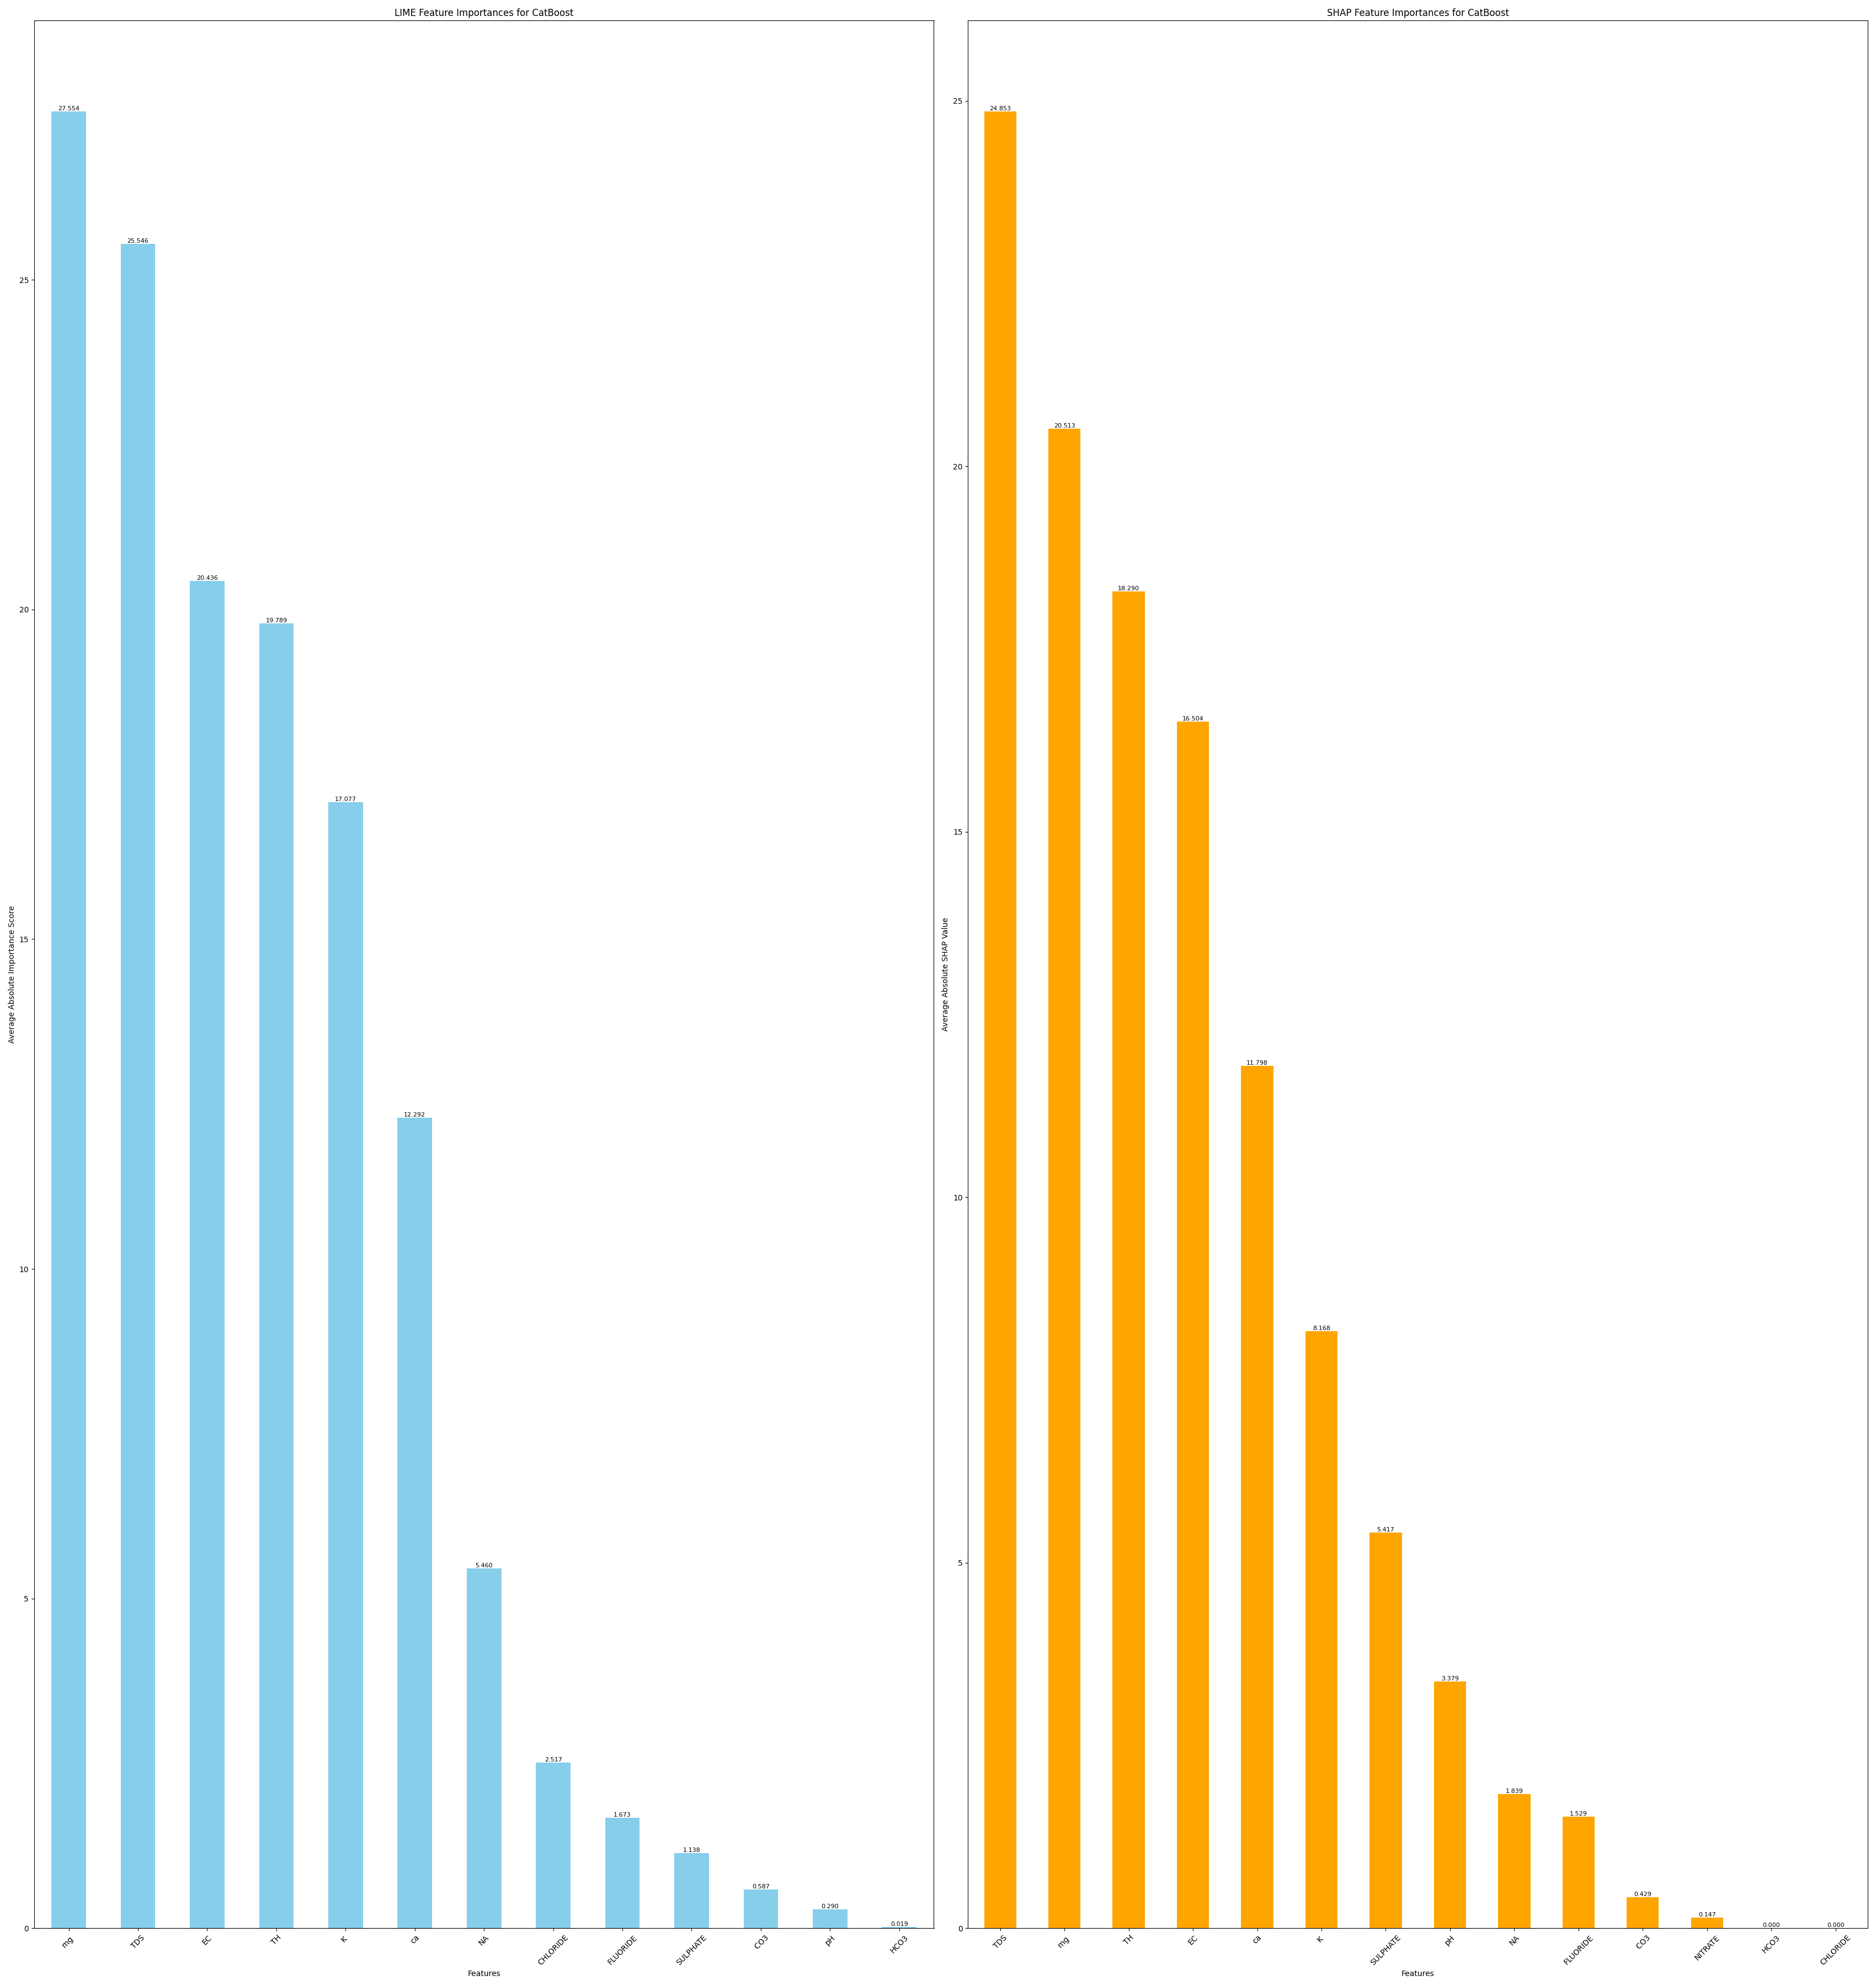 LIME Feature Importances for CatBoost
Average Absolute Importance Score
25
20
15
10
5
0
27.554
25.546
20.436
19.789
17.077
12.292
5.460
2.517
1.673
1.138
0.587
0.290
0.019
mg
TDS
EC
TH
K
ca
NA
CHLORIDE
FLUORIDE
SULPHATE
CO3
pH
HCO3
Features
SHAP Feature Importances for CatBoost
Average Absolute SHAP Value
25
20
15
10
5
0
24.853
20.513
18.290
16.504
11.798
8.168
5.417
3.379
1.839
1.529
0.429
0.147
0.000
0.000
TDS
mg
TH
EC
ca
K
SULPHATE
pH
NA
FLUORIDE
CO3
NITRATE
HCO3
CHLORIDE
Features